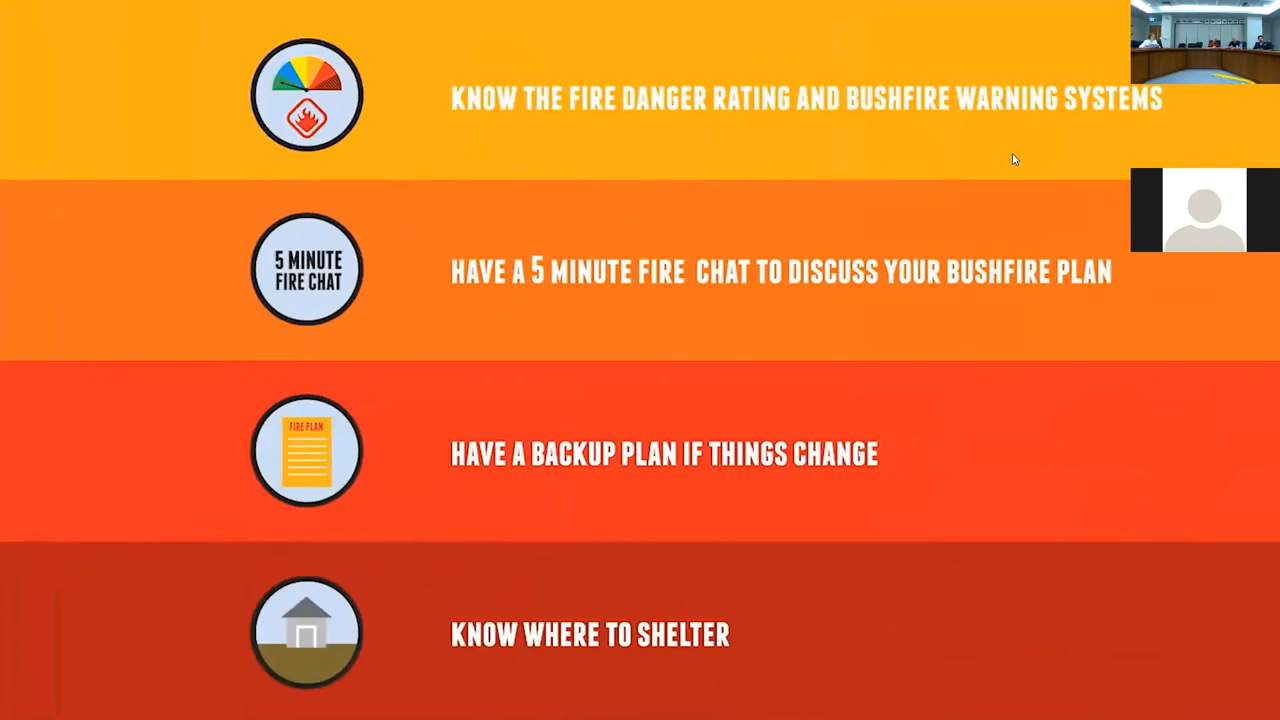 KNOW THE FIRE DANGER RATING AND BUSHFIRE WARNING SYSTEMS
5 MINUTE
FIRE CHAT
HAVE A 5 MINUTE FIRE CHAT TO DISCUSS YOUR BUSHFIRE PLAN
FIRE PLAN
HAVE A BACKUP PLAN IF THINGS CHANGE
KNOW WHERE TO SHELTER